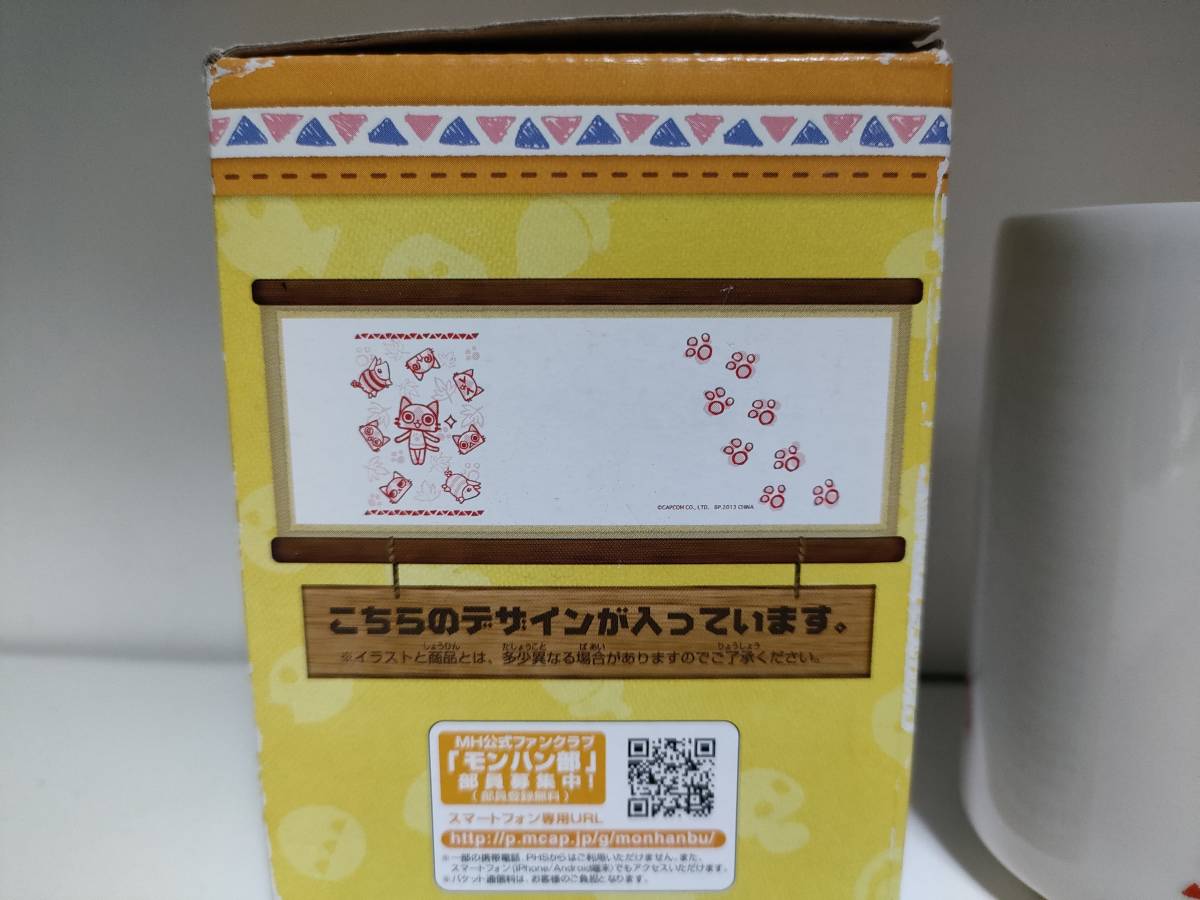 ©CAPCOM CO., LTD. SP.2013 CHINA
こちらのデザインが入っています。
※イラストと商品とは、多少異なる場合がありますのでご了承ください。
MH公式ファンクラブ
「モンハン部」
部員募集中!
(部員登録無料)
スマートフォン専用URL
http://p.mcap.jp/g/monhanbu/
※一部の携帯電話、PHSからはご利用いただけません。また、
スマートフォン(iPhone/Android端末)でもアクセスいただけます。
※パケット通信料は、お客様のご負担となります。